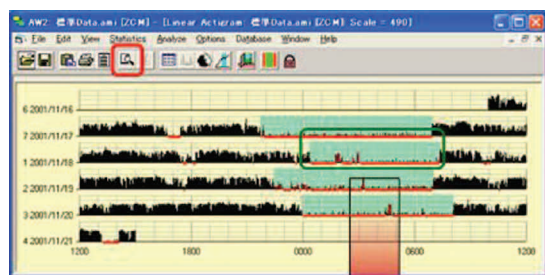 AW2: 標準Data.ami [ZCM] - [Linear Actigram: 標準Data.ami [ZCM] Scale = 490]
File Edit View Statistics Analyze Options Database Window Help
6 2001/11/16
7 2001/11/17
1 2001/11/18
2 2001/11/19
3 2001/11/20
4 2001/11/21
1200 1800 0000 0600 1200